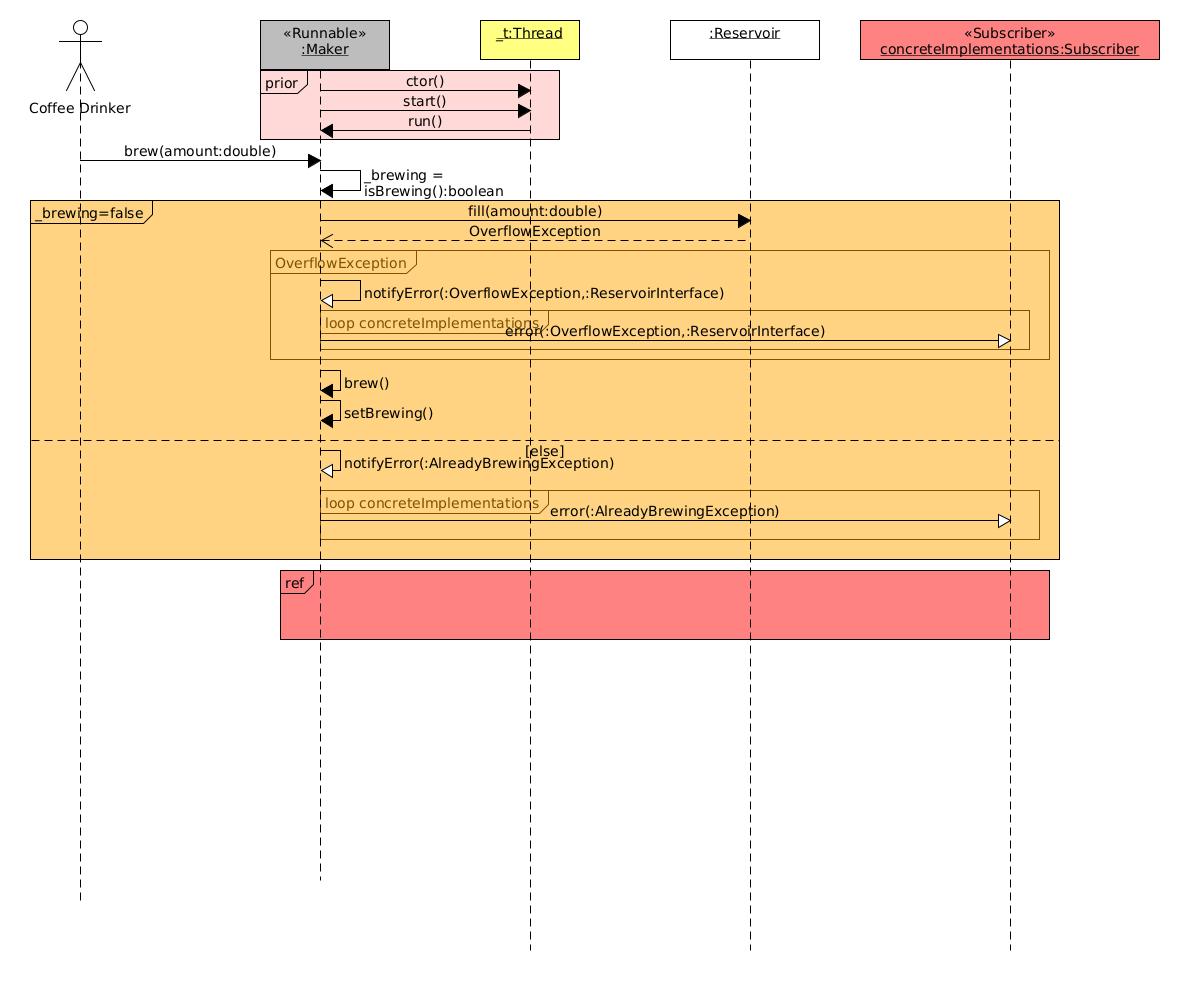 «Runnable»
:Maker
_t:Thread
:Reservoir
«Subscriber»
concreteImplementations:Subscriber
Coffee Drinker
prior
ctor()
start()
run()
brew(amount:double)
_brewing =
isBrewing():boolean
_brewing=false
fill(amount:double)
OverflowException
OverflowException
notifyError(:OverflowException,:ReservoirInterface)
loop concreteImplementations
error(:OverflowException,:ReservoirInterface)
brew()
setBrewing()
[else]
notifyError(:AlreadyBrewingException)
loop concreteImplementations
error(:AlreadyBrewingException)
ref